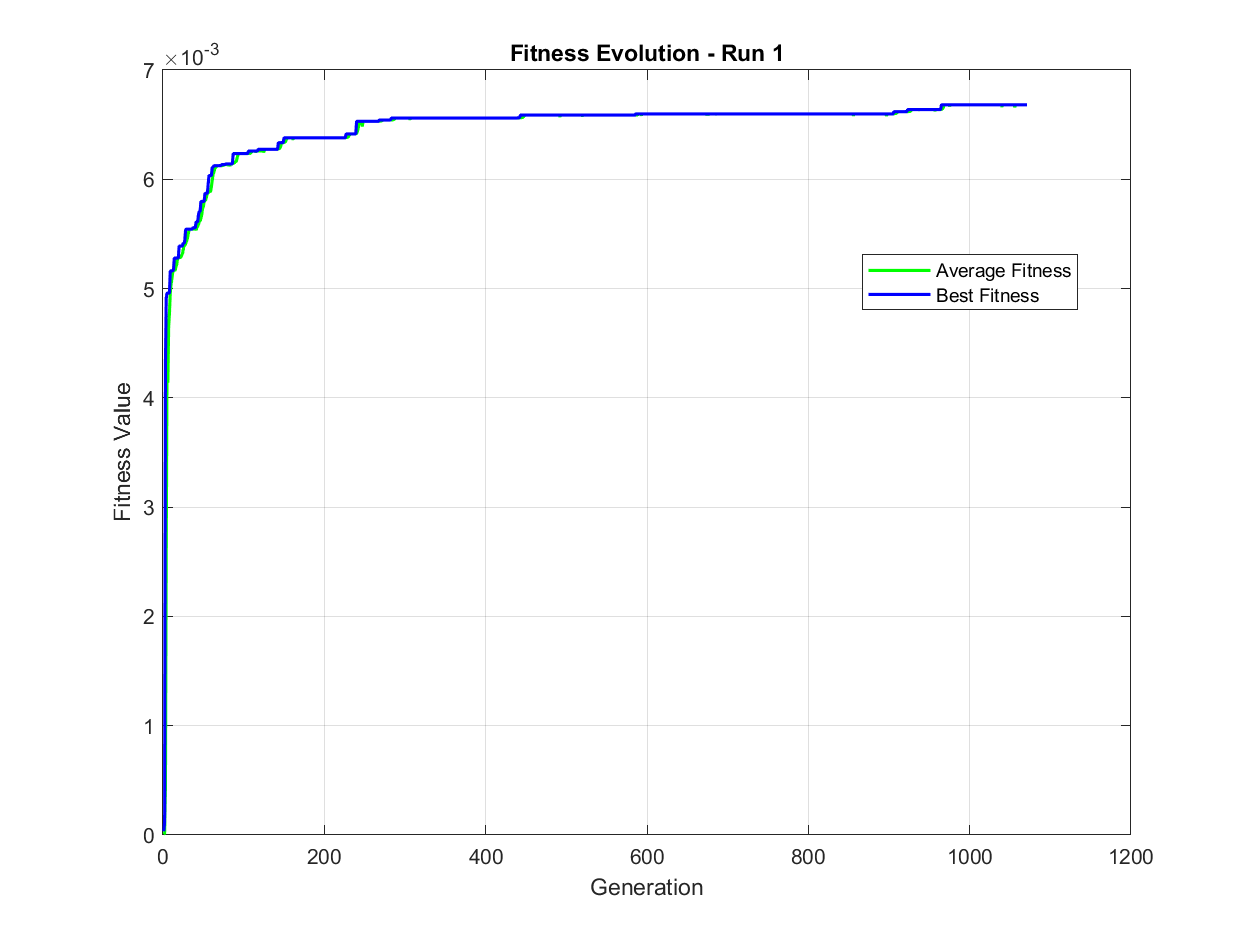 Fitness Evolution - Run 1
×10-3
7
6
5
4
3
2
1
0
Fitness Value
Average Fitness
Best Fitness
0 200 400 600 800 1000 1200
Generation